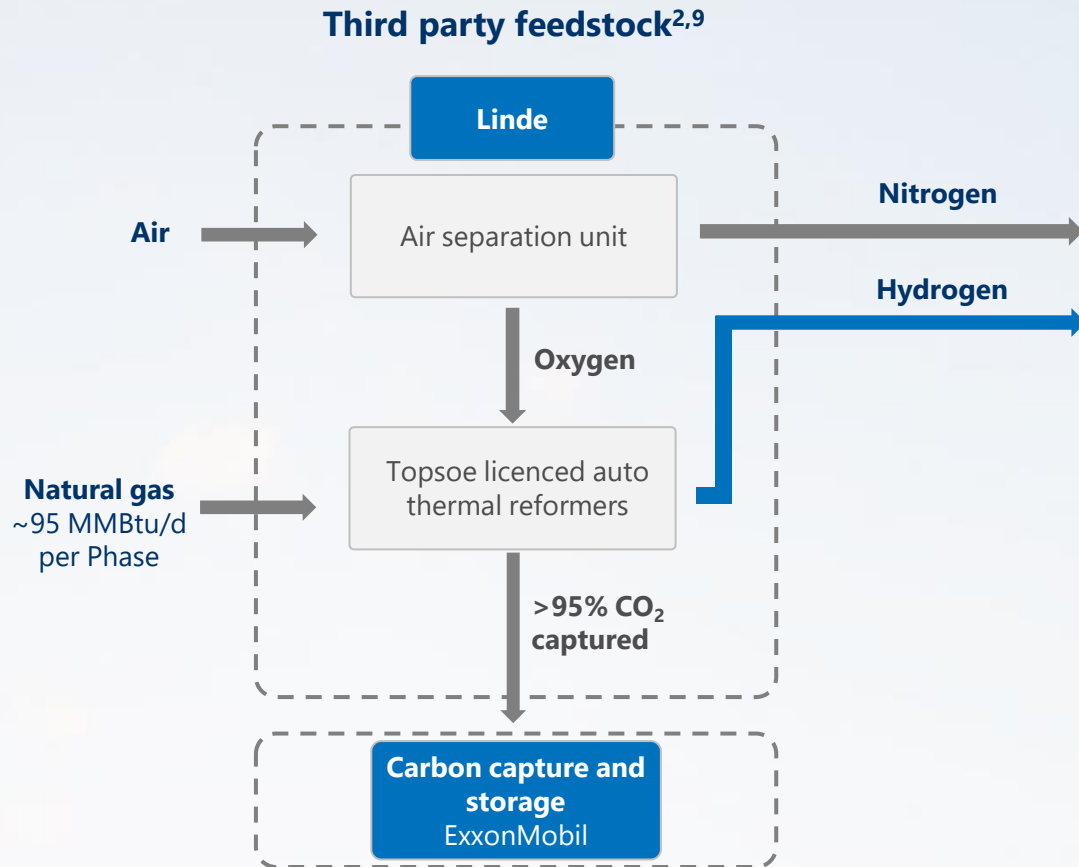 Third party feedstock2,9
Linde
Air
Air separation unit
Nitrogen
Hydrogen
Oxygen
Natural gas
~95 MMBtu/d
per Phase
Topsoe licenced auto
thermal reformers
>95% CO2
captured
Carbon capture and
storage
ExxonMobil